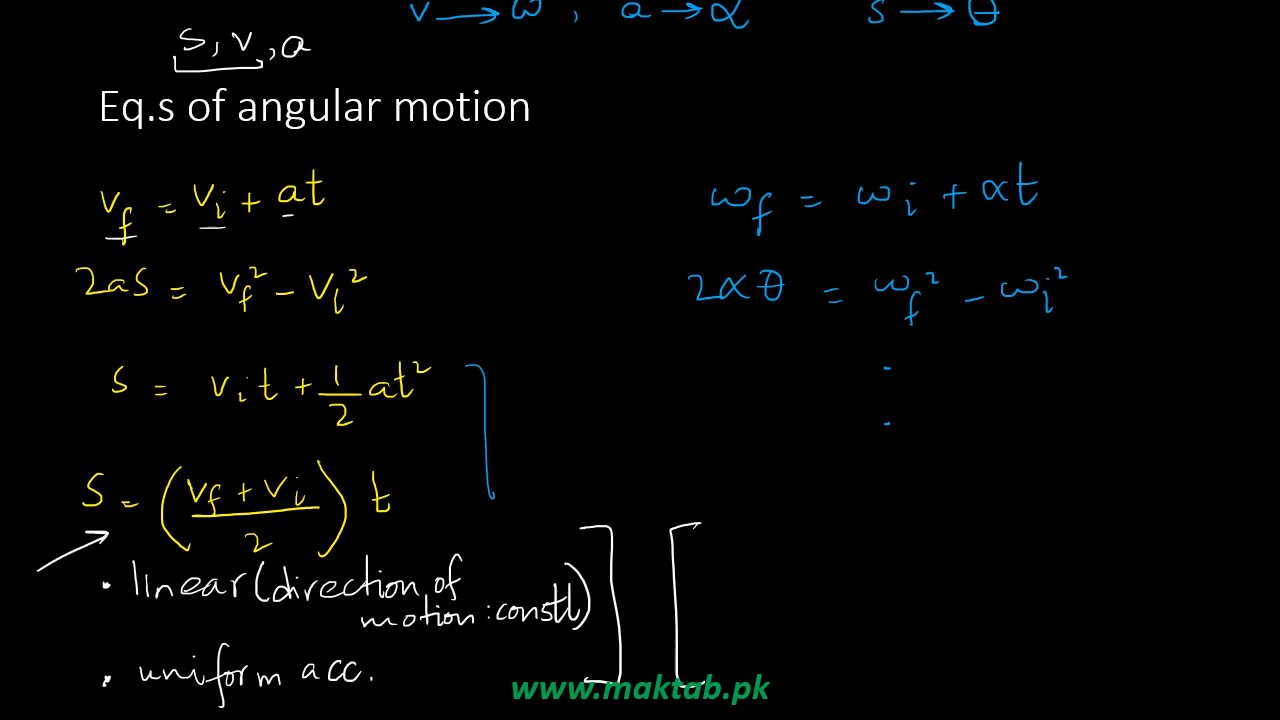 v → ω , a → α s → θ
s, v, a
Eq.s of angular motion
vf = vi + at
ωf = ωi + αt
2aS = vf² - vi²
2αθ = ωf² - ωi²
s = vit + 1/2 at²
S = (vf + vi / 2) t
• linear (direction of
motion : constt)
• uniform acc.
www.maktab.pk